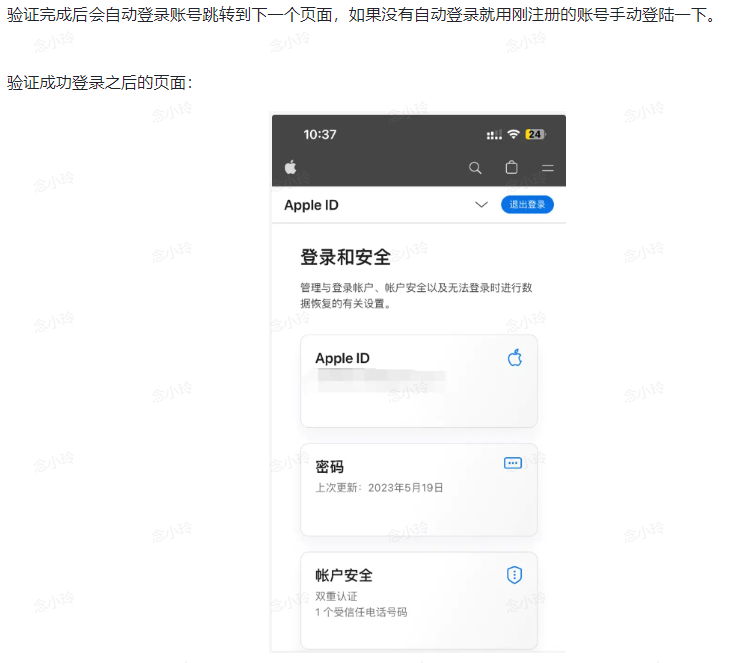 验证完成后会自动登录账号跳转到下一个页面，如果没有自动登录就用刚注册的账号手动登陆一下。
验证成功登录之后的页面：
10:37
24
Apple ID
退出登录
登录和安全
管理与登录帐户、帐户安全以及无法登录时进行数
据恢复的有关设置。
Apple ID
密码
上次更新：2023年5月19日
帐户安全
双重认证
1 个受信任电话号码
念小玲